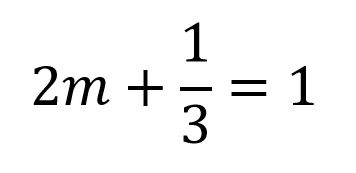 2m + 1/3 = 1